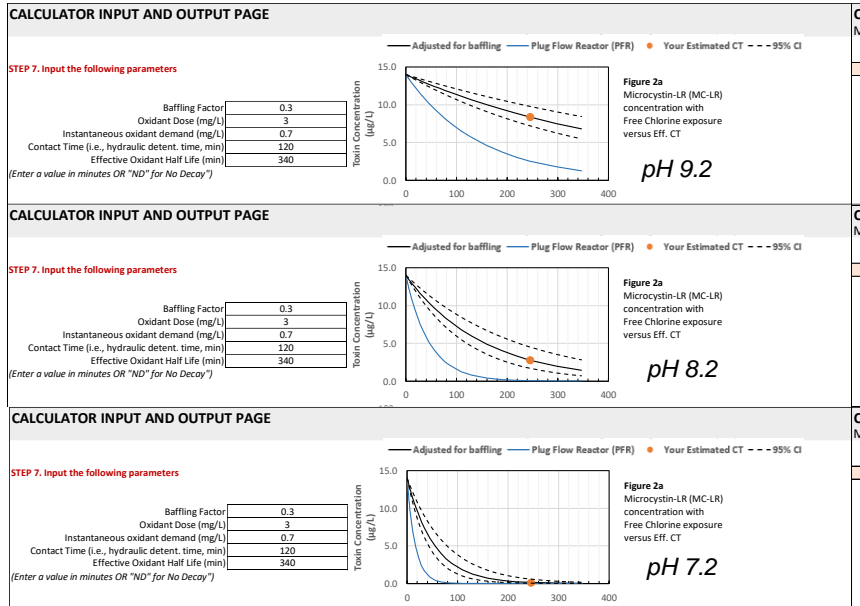 CALCULATOR INPUT AND OUTPUT PAGE
C
M
Adjusted for baffling Plug Flow Reactor (PFR) Your Estimated CT 95% CI
STEP 7. Input the following parameters
Baffling Factor 0.3
Oxidant Dose (mg/L) 3
Instantaneous oxidant demand (mg/L) 0.7
Contact Time (i.e., hydraulic detent. time, min) 120
Effective Oxidant Half Life (min) 340
(Enter a value in minutes OR "ND" for No Decay")
Toxin Concentration
(µg/L)
15.0
10.0
5.0
0.0
0 100 200 300 400
Figure 2a
Microcystin-LR (MC-LR)
concentration with
Free Chlorine exposure
versus Eff. CT
pH 9.2
CALCULATOR INPUT AND OUTPUT PAGE
C
M
Adjusted for baffling Plug Flow Reactor (PFR) Your Estimated CT 95% CI
STEP 7. Input the following parameters
Baffling Factor 0.3
Oxidant Dose (mg/L) 3
Instantaneous oxidant demand (mg/L) 0.7
Contact Time (i.e., hydraulic detent. time, min) 120
Effective Oxidant Half Life (min) 340
(Enter a value in minutes OR "ND" for No Decay")
Toxin Concentration
(µg/L)
15.0
10.0
5.0
0.0
0 100 200 300 400
Figure 2a
Microcystin-LR (MC-LR)
concentration with
Free Chlorine exposure
versus Eff. CT
pH 8.2
CALCULATOR INPUT AND OUTPUT PAGE
C
M
Adjusted for baffling Plug Flow Reactor (PFR) Your Estimated CT 95% CI
STEP 7. Input the following parameters
Baffling Factor 0.3
Oxidant Dose (mg/L) 3
Instantaneous oxidant demand (mg/L) 0.7
Contact Time (i.e., hydraulic detent. time, min) 120
Effective Oxidant Half Life (min) 340
(Enter a value in minutes OR "ND" for No Decay")
Toxin Concentration
(µg/L)
15.0
10.0
5.0
0.0
0 100 200 300 400
Figure 2a
Microcystin-LR (MC-LR)
concentration with
Free Chlorine exposure
versus Eff. CT
pH 7.2